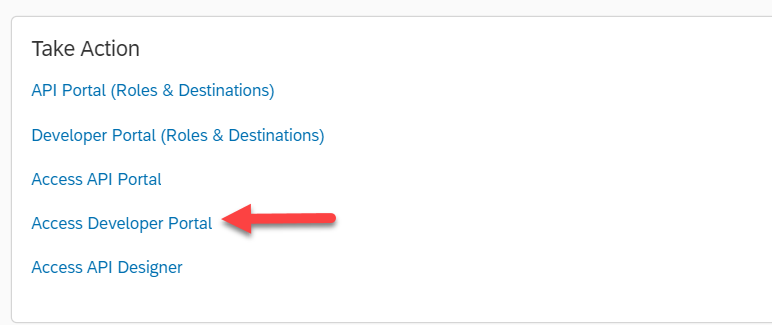 Take Action
API Portal (Roles & Destinations)
Developer Portal (Roles & Destinations)
Access API Portal
Access Developer Portal
Access API Designer